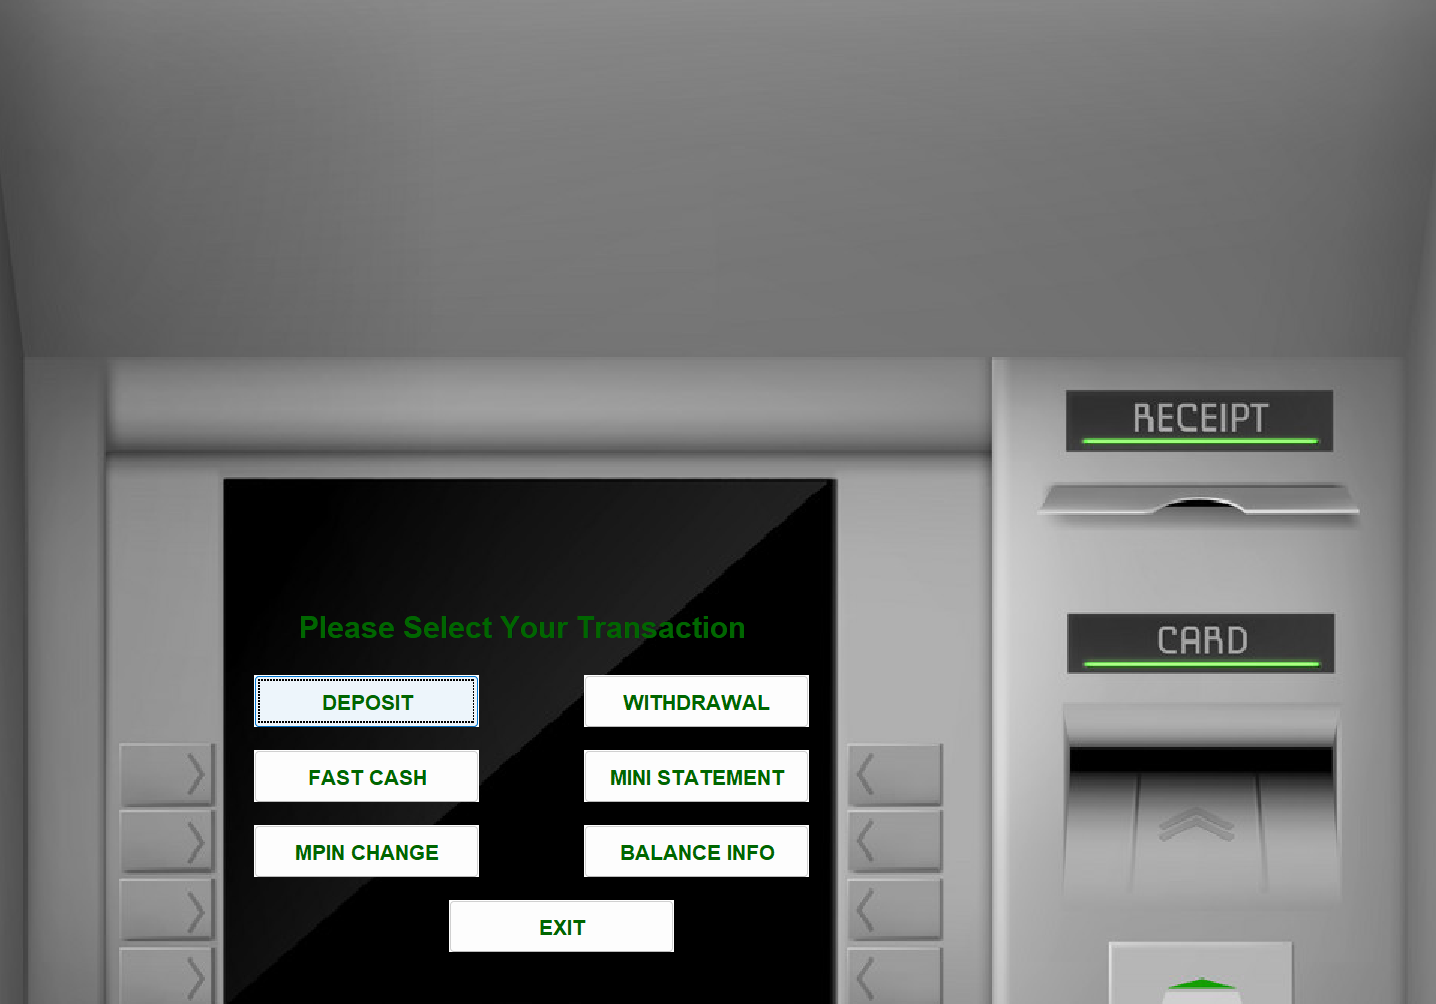 RECEIPT
Please Select Your Transaction
CARD
DEPOSIT
WITHDRAWAL
FAST CASH
MINI STATEMENT
MPIN CHANGE
BALANCE INFO
EXIT